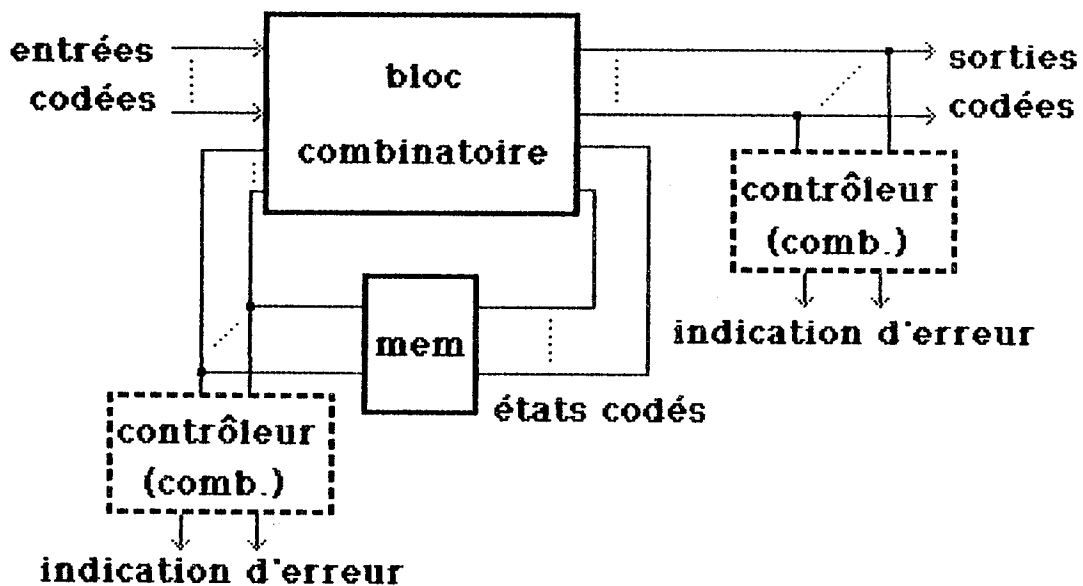 entrées
codées
bloc
combinatoire
sorties
codées
contrôleur
(comb.)
indication d'erreur
mem
états codés
contrôleur
(comb.)
indication d'erreur